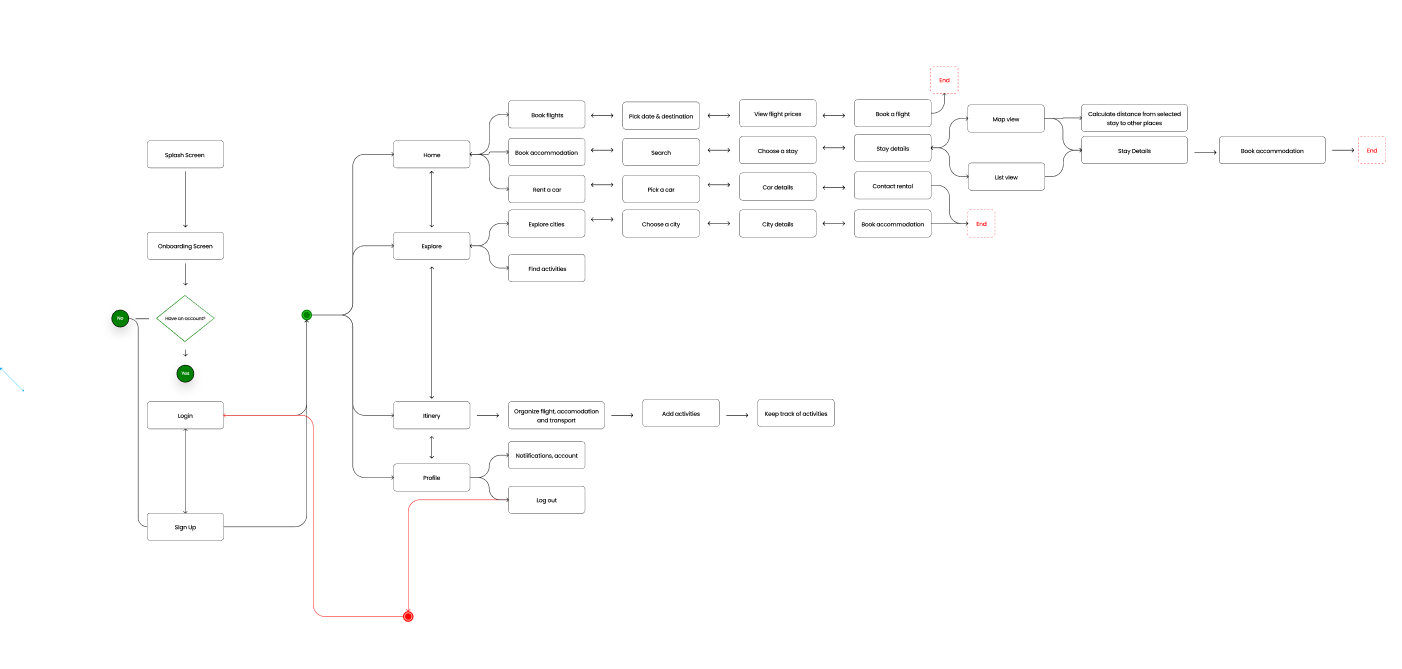 End
Book flights
Pick date & destination
View flight prices
Book a flight
Map view
Calculate distance from selected
stay to other places
Splash Screen
Home
Book accommodation
Search
Choose a stay
Stay details
Stay Details
Book accommodation
End
List view
Rent a car
Pick a car
Car details
Contact rental
Onboarding Screen
Explore
Explore cities
Choose a city
City details
Book accommodation
End
Find activities
No
Have an account?
Yes
Login
Itinery
Organize flight, accomodation
and transport
Add activities
Keep track of activities
Notifications, account
Profile
Log out
Sign Up